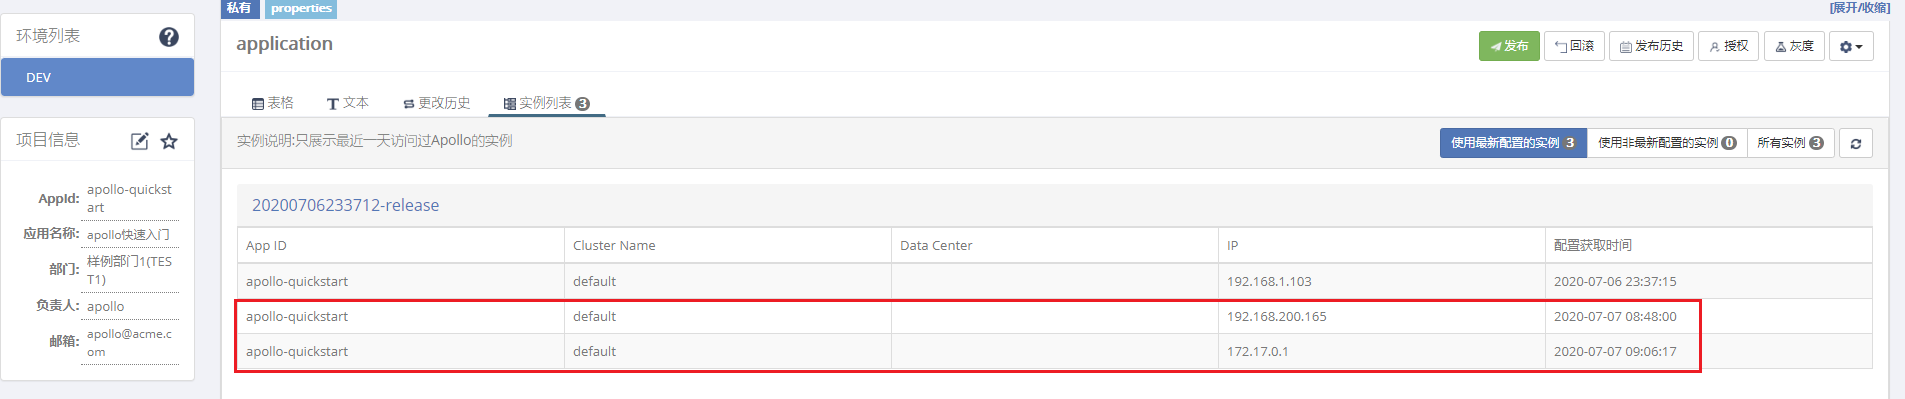 私有 properties [展开/收缩]
环境列表
DEV
项目信息
AppId: apollo-quickst
art
应用名称: apollo快速入门
部门: 样例部门1(TES
T1)
负责人: apollo
邮箱: apollo@acme.c
om
application 发布 回滚 发布历史 授权 灰度
表格 文本 更改历史 实例列表 3
实例说明:只展示最近一天访问过Apollo的实例 使用最新配置的实例 3 使用非最新配置的实例 0 所有实例 3
20200706233712-release
App ID Cluster Name Data Center IP 配置获取时间
apollo-quickstart default 192.168.1.103 2020-07-06 23:37:15
apollo-quickstart default 192.168.200.165 2020-07-07 08:48:00
apollo-quickstart default 172.17.0.1 2020-07-07 09:06:17